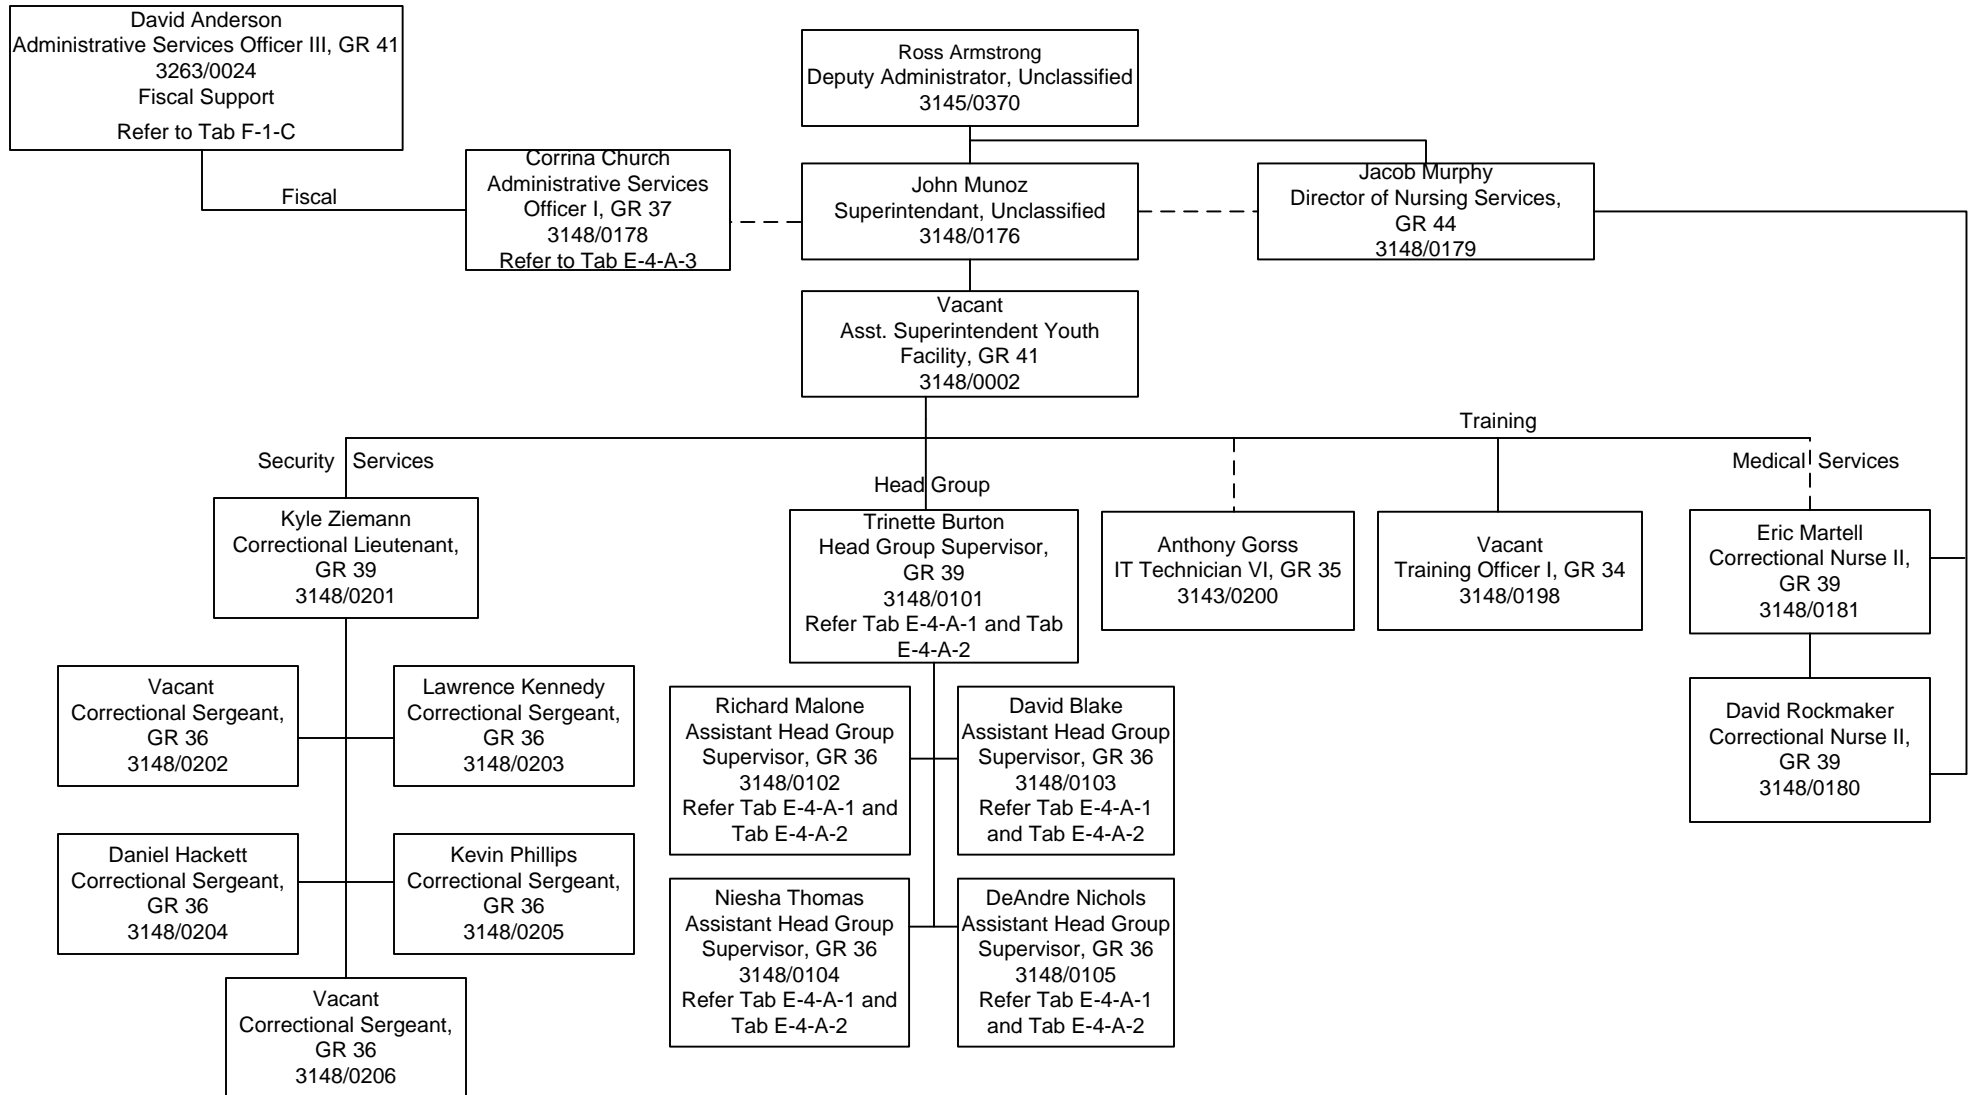 David Anderson
Administrative Services Officer III, GR 41
3263/0024
Fiscal Support
Refer to Tab F-1-C
Ross Armstrong
Deputy Administrator, Unclassified
3145/0370
Fiscal
Corrina Church
Administrative Services
Officer I, GR 37
3148/0178
Refer to Tab E-4-A-3
John Munoz
Superintendant, Unclassified
3148/0176
Jacob Murphy
Director of Nursing Services,
GR 44
3148/0179
Vacant
Asst. Superintendent Youth
Facility, GR 41
3148/0002
Training
Security Services
Head Group
Medical Services
Kyle Ziemann
Correctional Lieutenant,
GR 39
3148/0201
Trinette Burton
Head Group Supervisor,
GR 39
3148/0101
Refer Tab E-4-A-1 and Tab
E-4-A-2
Anthony Gorss
IT Technician VI, GR 35
3143/0200
Vacant
Training Officer I, GR 34
3148/0198
Eric Martell
Correctional Nurse II,
GR 39
3148/0181
Vacant
Correctional Sergeant,
GR 36
3148/0202
Lawrence Kennedy
Correctional Sergeant,
GR 36
3148/0203
Richard Malone
Assistant Head Group
Supervisor, GR 36
3148/0102
Refer Tab E-4-A-1 and
Tab E-4-A-2
David Blake
Assistant Head Group
Supervisor, GR 36
3148/0103
Refer Tab E-4-A-1
and Tab E-4-A-2
David Rockmaker
Correctional Nurse II,
GR 39
3148/0180
Daniel Hackett
Correctional Sergeant,
GR 36
3148/0204
Kevin Phillips
Correctional Sergeant,
GR 36
3148/0205
Niesha Thomas
Assistant Head Group
Supervisor, GR 36
3148/0104
Refer Tab E-4-A-1 and
Tab E-4-A-2
DeAndre Nichols
Assistant Head Group
Supervisor, GR 36
3148/0105
Refer Tab E-4-A-1
and Tab E-4-A-2
Vacant
Correctional Sergeant,
GR 36
3148/0206